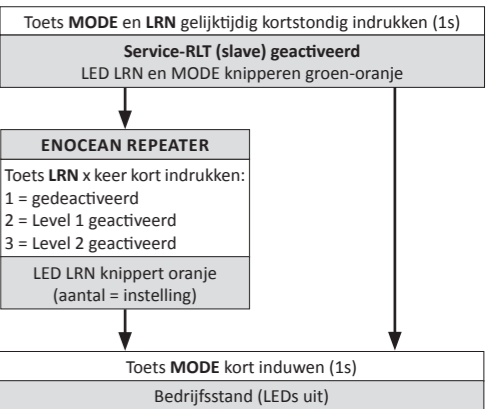 Toets MODE en LRN gelijktijdig kortstondig indrukken (1s)
Service-RLT (slave) geactiveerd
LED LRN en MODE knipperen groen-oranje
ENOCEAN REPEATER
Toets LRN x keer kort indrukken:
1 = gedeactiveerd
2 = Level 1 geactiveerd
3 = Level 2 geactiveerd
LED LRN knippert oranje
(aantal = instelling)
Toets MODE kort induwen (1s)
Bedrijfsstand (LEDs uit)